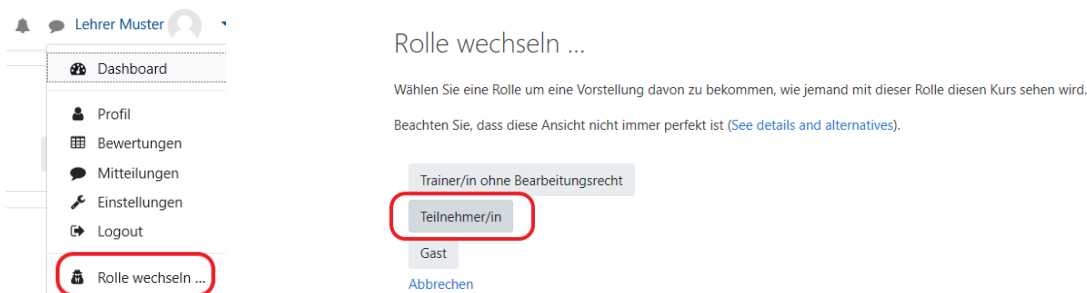 Lehrer Muster
Dashboard
Profil
Bewertungen
Mitteilungen
Einstellungen
Logout
Rolle wechseln ...
Rolle wechseln ...
Wählen Sie eine Rolle um eine Vorstellung davon zu bekommen, wie jemand mit dieser Rolle diesen Kurs sehen wird.
Beachten Sie, dass diese Ansicht nicht immer perfekt ist (See details and alternatives).
Trainer/in ohne Bearbeitungsrecht
Teilnehmer/in
Gast
Abbrechen